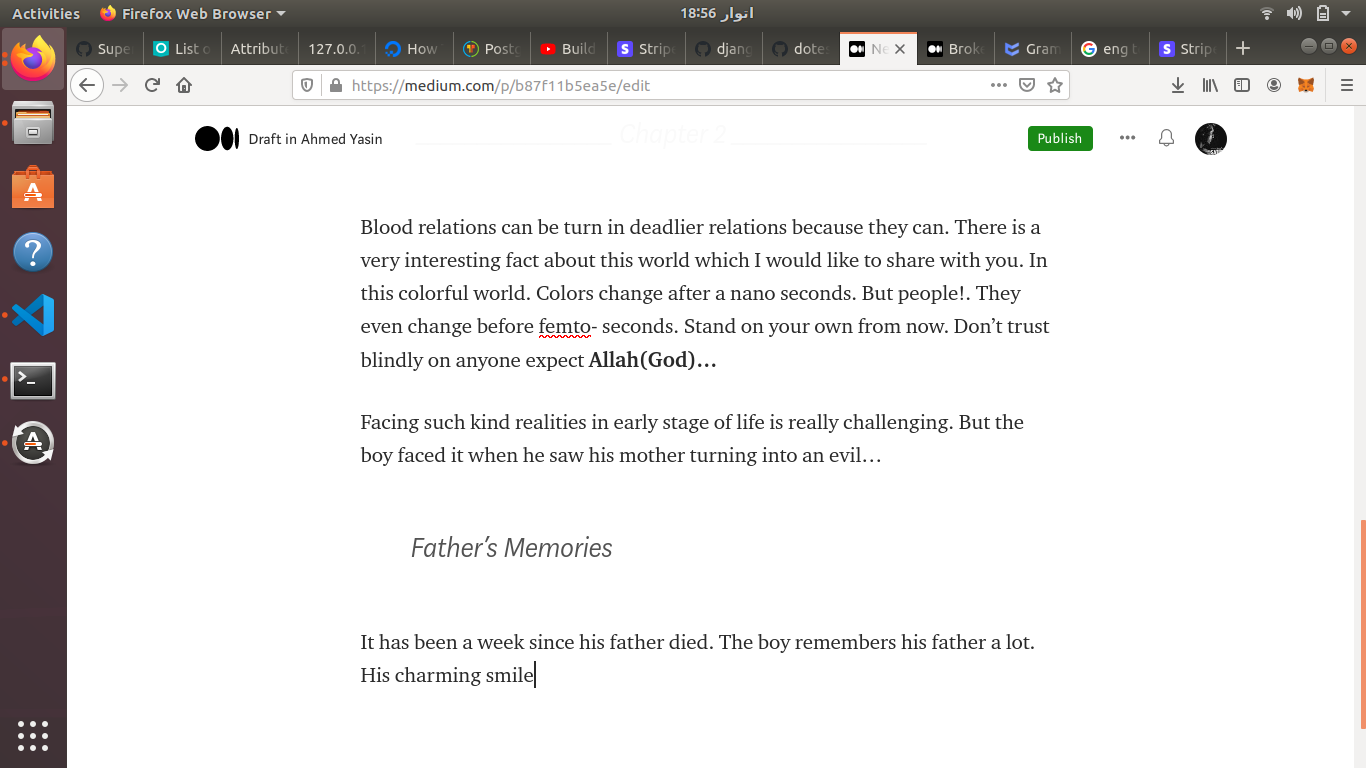 Activities Firefox Web Browser 18:56 اتوار
Supe List o Attribut 127.0.0.1 How Postg Build Stripe djang dotes Ne Broke Gram eng t Stripe
https://medium.com/p/b87f11b5ea5e/edit
Draft in Ahmed Yasin Chapter 2 Publish
Blood relations can be turn in deadlier relations because they can. There is a
very interesting fact about this world which I would like to share with you. In
this colorful world. Colors change after a nano seconds. But people!. They
even change before femto- seconds. Stand on your own from now. Don’t trust
blindly on anyone expect Allah(God)…
Facing such kind realities in early stage of life is really challenging. But the
boy faced it when he saw his mother turning into an evil…
Father’s Memories
It has been a week since his father died. The boy remembers his father a lot.
His charming smile